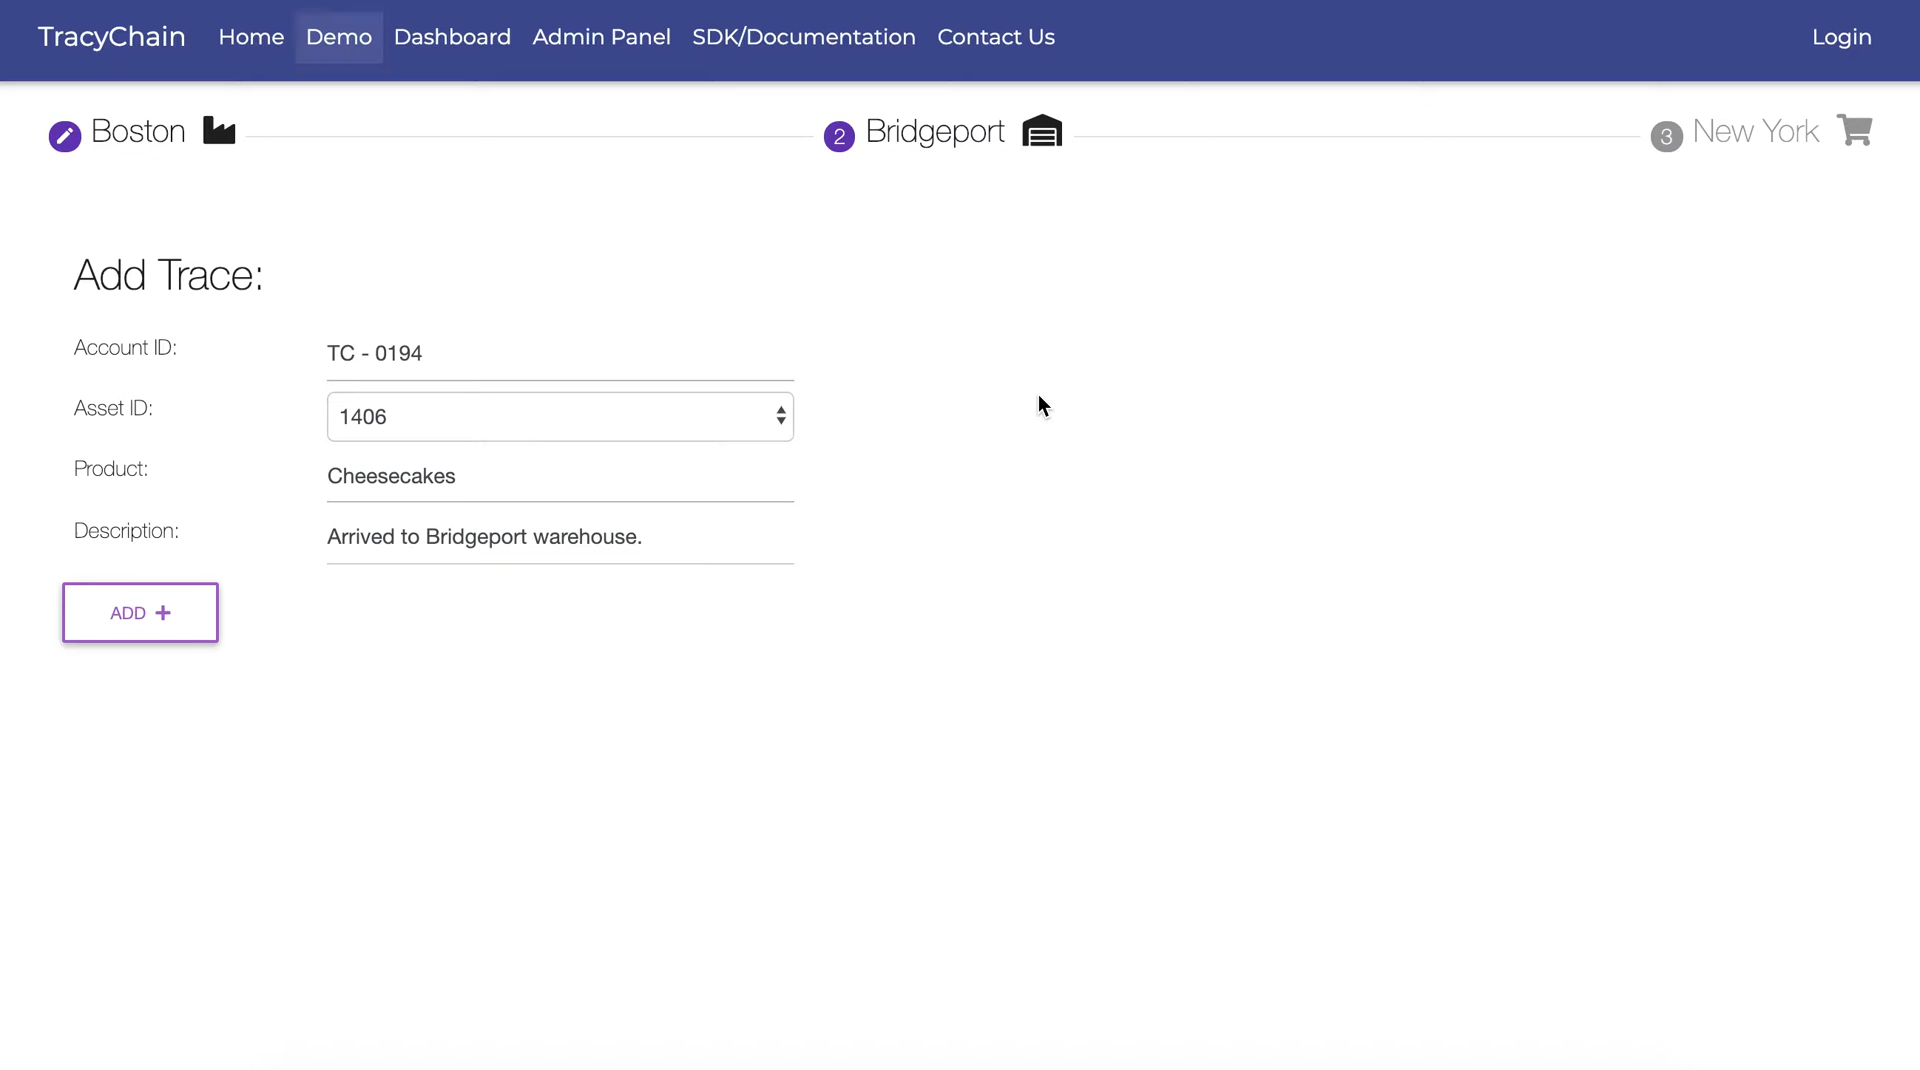 TracyChain Home Demo Dashboard Admin Panel SDK/Documentation Contact Us Login
Boston 2 Bridgeport 3 New York
Add Trace:
Account ID: TC - 0194
Asset ID: 1406
Product: Cheesecakes
Description: Arrived to Bridgeport warehouse.
ADD +